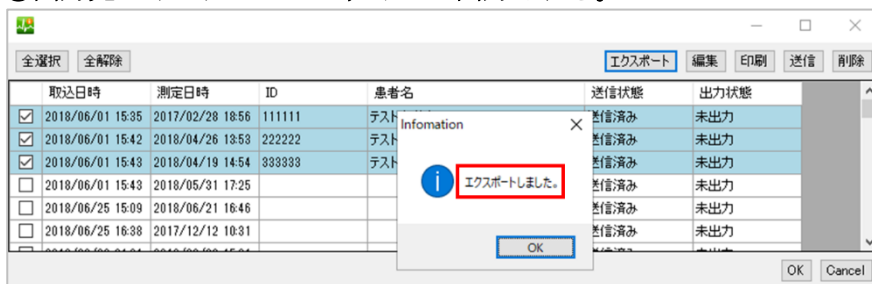 全選択 全解除 エクスポート 編集 印刷 送信 削除
取込日時 測定日時 ID 患者名 送信状態 出力状態
2018/06/01 15:35 2017/02/28 18:56 111111 テスト 送信済み 未出力
Infomation
2018/06/01 15:42 2018/04/26 13:53 222222 テスト 送信済み 未出力
2018/06/01 15:43 2018/04/19 14:54 333333 テスト 送信済み 未出力
エクスポートしました。
2018/06/01 15:43 2018/05/31 17:25 送信済み 未出力
2018/06/25 15:09 2018/06/21 16:46 送信済み 未出力
2018/06/25 16:38 2017/12/12 10:31 送信済み 未出力
OK
OK Cancel